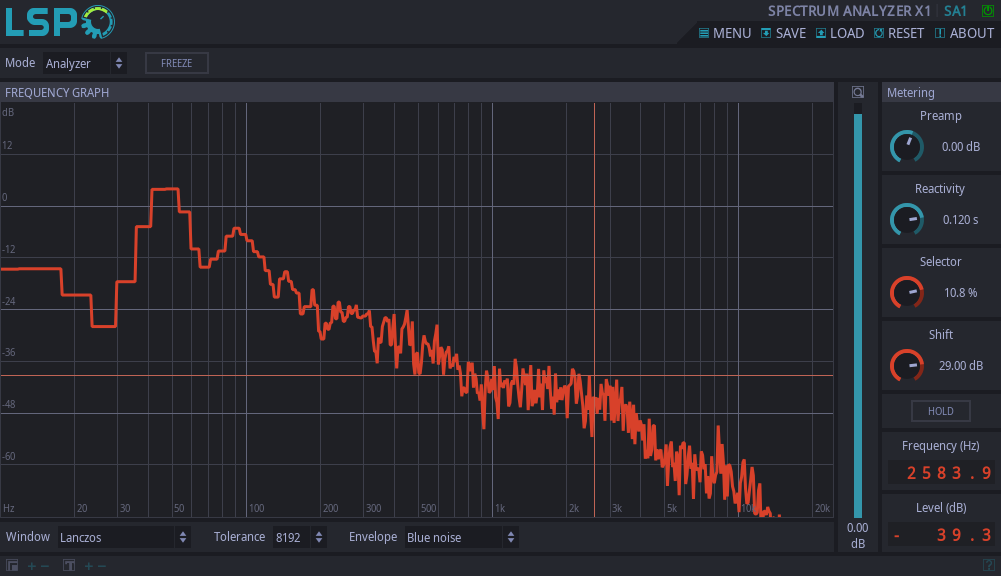 LSP
SPECTRUM ANALYZER X1 SA1
MENU SAVE LOAD RESET ABOUT
Mode Analyzer FREEZE
FREQUENCY GRAPH
Metering
dB
12
0
-12
-24
-36
-48
-60
Hz 20 30 50 100 200 300 500 1k 2k 3k 5k 10k 20k
0.00
dB
Preamp
0.00 dB
Reactivity
0.120 s
Selector
10.8 %
Shift
29.00 dB
HOLD
Frequency (Hz)
2583.9
Level (dB)
- 39.3
Window Lanczos Tolerance 8192 Envelope Blue noise
T + − + − ?